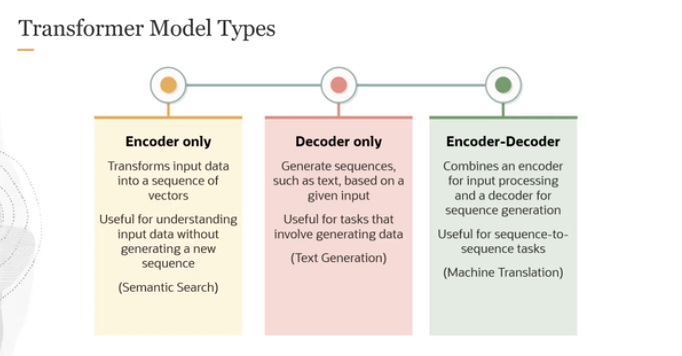 Transformer Model Types
Encoder only
Transforms input data
into a sequence of
vectors
Useful for understanding
input data without
generating a new
sequence
(Semantic Search)
Decoder only
Generate sequences,
such as text, based on a
given input
Useful for tasks that
involve generating data
(Text Generation)
Encoder-Decoder
Combines an encoder
for input processing
and a decoder for
sequence generation
Useful for sequence-to-
sequence tasks
(Machine Translation)